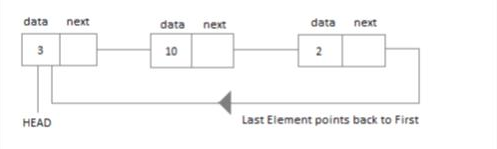 data next data next data next
3 10 2
HEAD Last Element points back to First